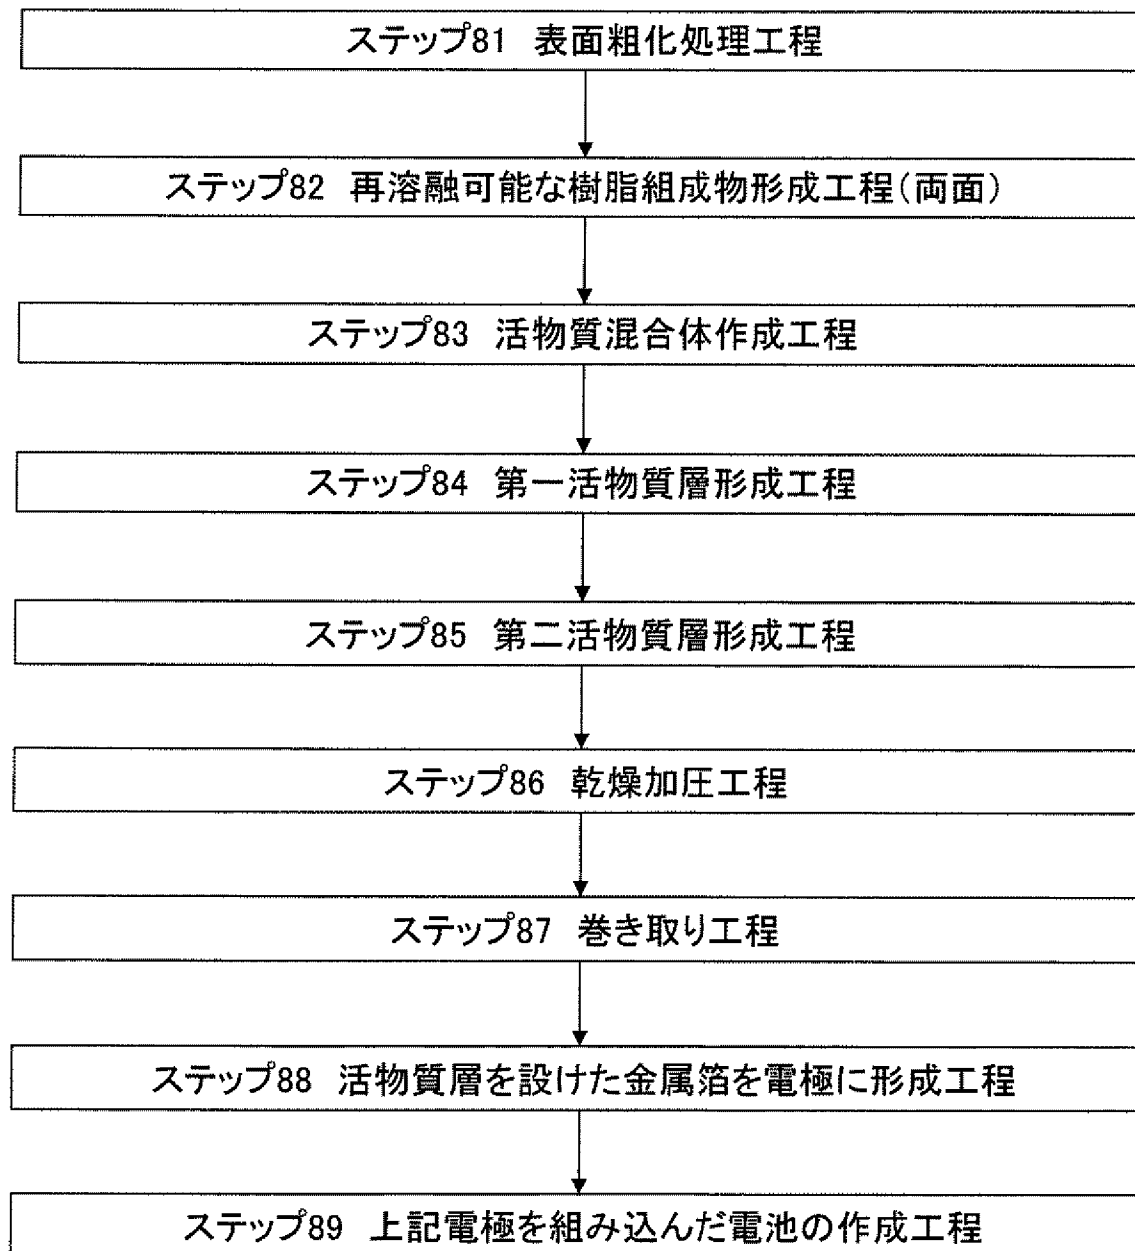 ステップ81 表面粗化処理工程
ステップ82 再溶融可能な樹脂組成物形成工程(両面)
ステップ83 活物質混合体作成工程
ステップ84 第一活物質層形成工程
ステップ85 第二活物質層形成工程
ステップ86 乾燥加圧工程
ステップ87 巻き取り工程
ステップ88 活物質層を設けた金属箔を電極に形成工程
ステップ89 上記電極を組み込んだ電池の作成工程